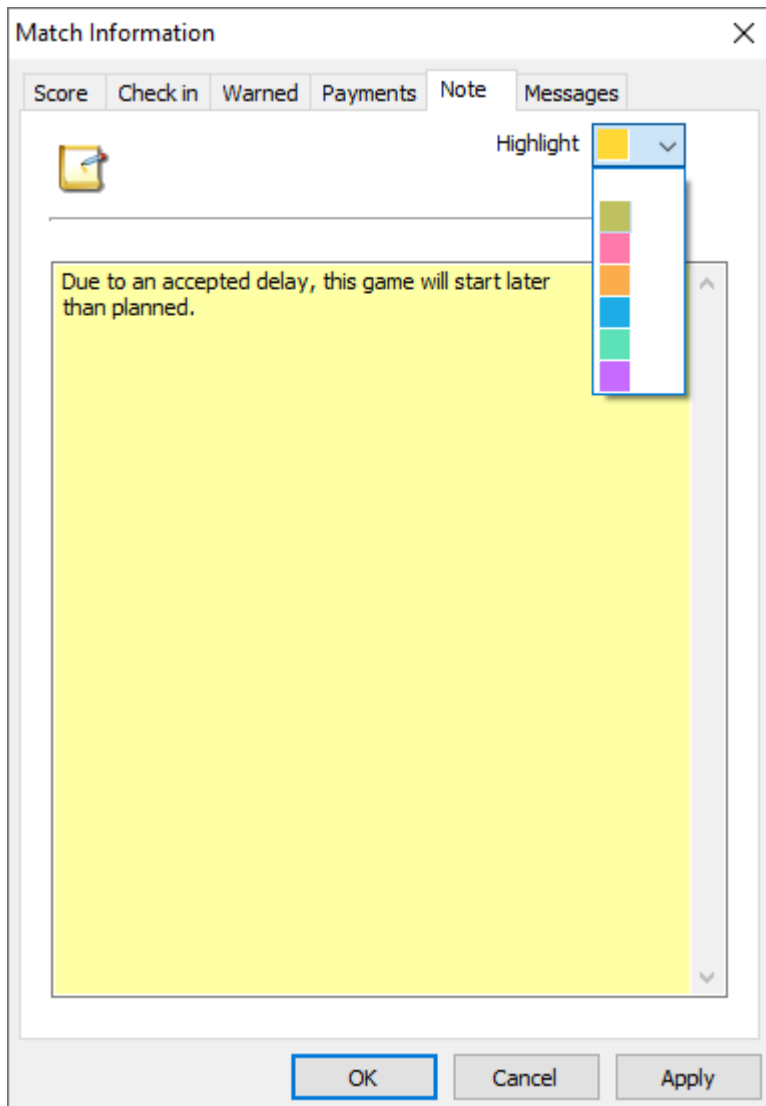 Match Information
Score Check in Warned Payments Note Messages
Highlight
Due to an accepted delay, this game will start later
than planned.
OK Cancel Apply